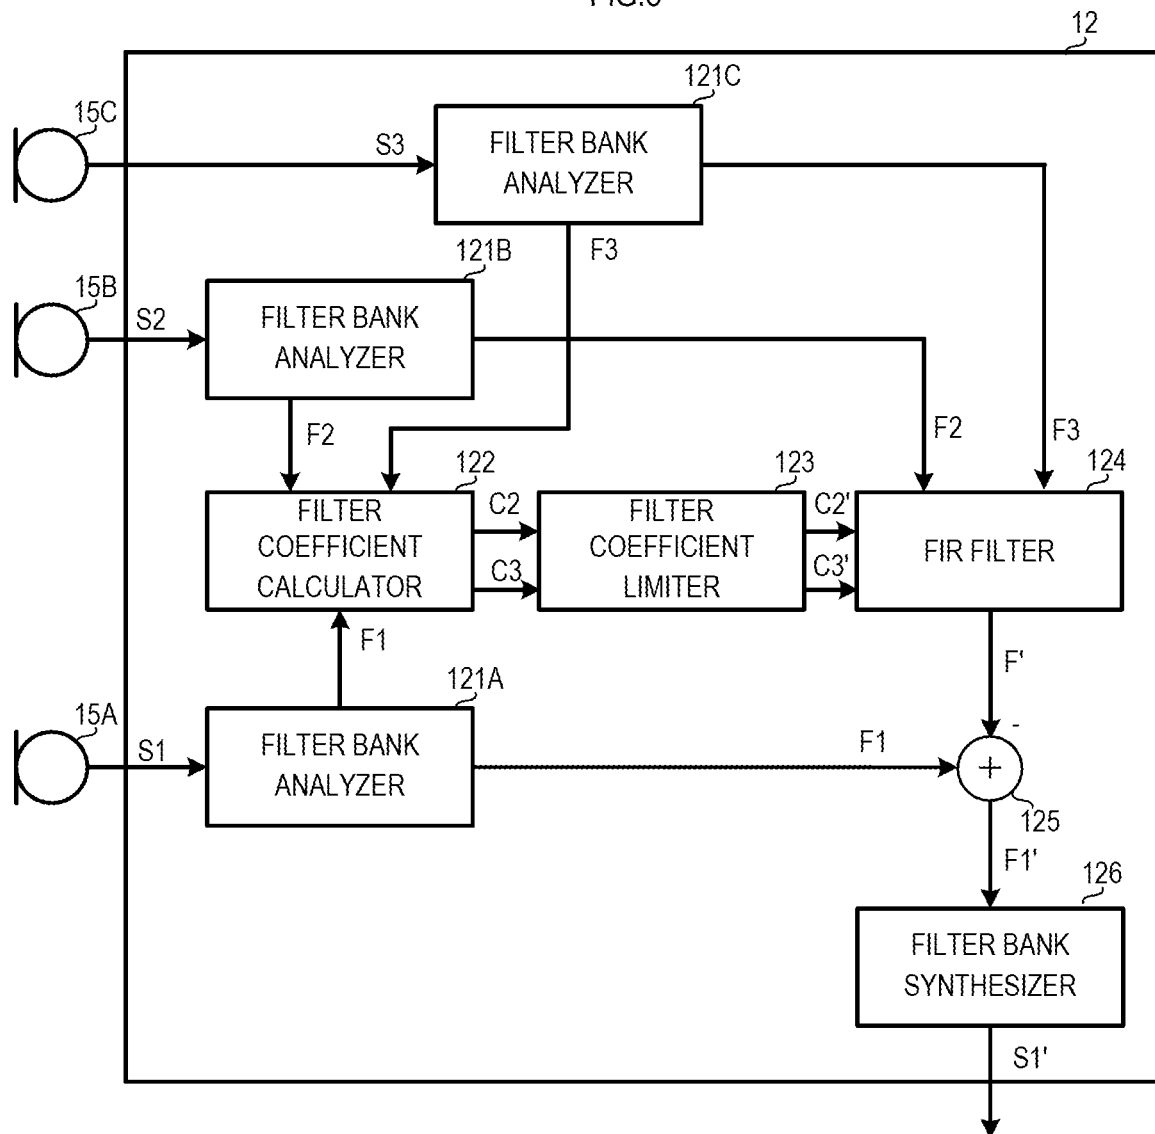 12
121C
15C
S3
FILTER BANK
ANALYZER
121B
F3
15B
S2
FILTER BANK
ANALYZER
F2
F2
F3
122
123
124
FILTER
COEFFICIENT
CALCULATOR
C2
C3
FILTER
COEFFICIENT
LIMITER
C2'
C3'
FIR FILTER
F1
F'
121A
15A
S1
FILTER BANK
ANALYZER
F1
-
+
125
F1'
126
FILTER BANK
SYNTHESIZER
S1'